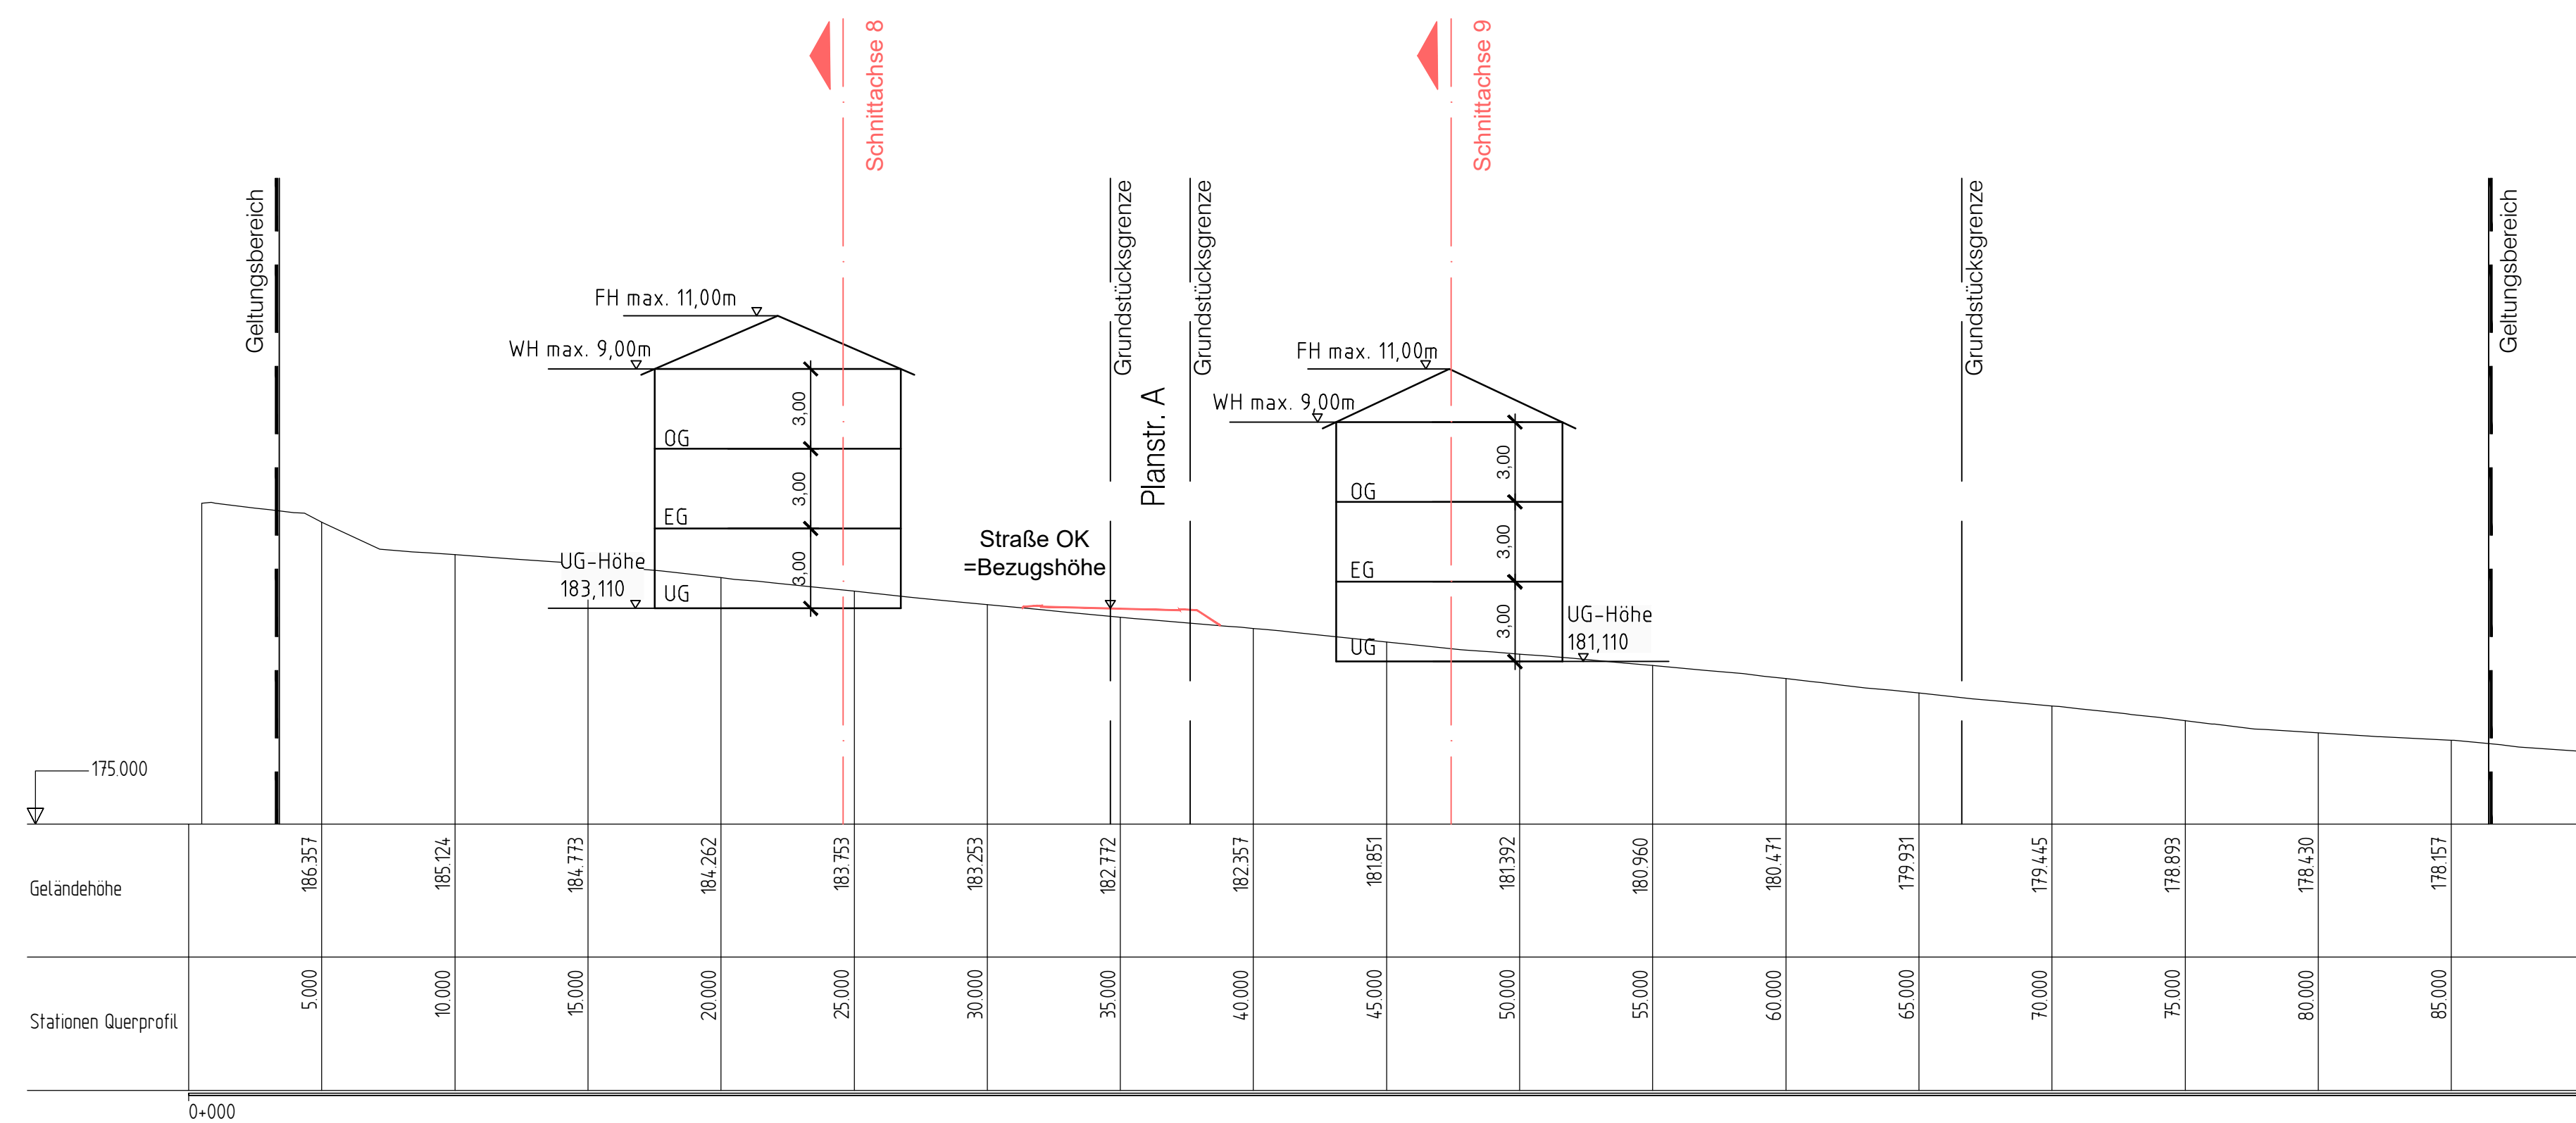 Schnittachse 8
Schnittachse 9
Geltungsbereich
Grundstücksgrenze
Grundstücksgrenze
Grundstücksgrenze
Geltungsbereich
FH max. 11,00m
WH max. 9,00m
3,00
OG
3,00
EG
3,00
UG-Höhe
183,110
UG
Planstr. A
Straße OK
=Bezugshöhe
FH max. 11,00m
WH max. 9,00m
3,00
OG
3,00
EG
3,00
UG
UG-Höhe
181,110
175.000
Geländehöhe
186.357
185.124
184.773
184.262
183.753
183.253
182.772
182.357
181.851
181.392
180.960
180.471
179.931
179.445
178.893
178.430
178.157
Stationen Querprofil
5.000
10.000
15.000
20.000
25.000
30.000
35.000
40.000
45.000
50.000
55.000
60.000
65.000
70.000
75.000
80.000
85.000
0+000